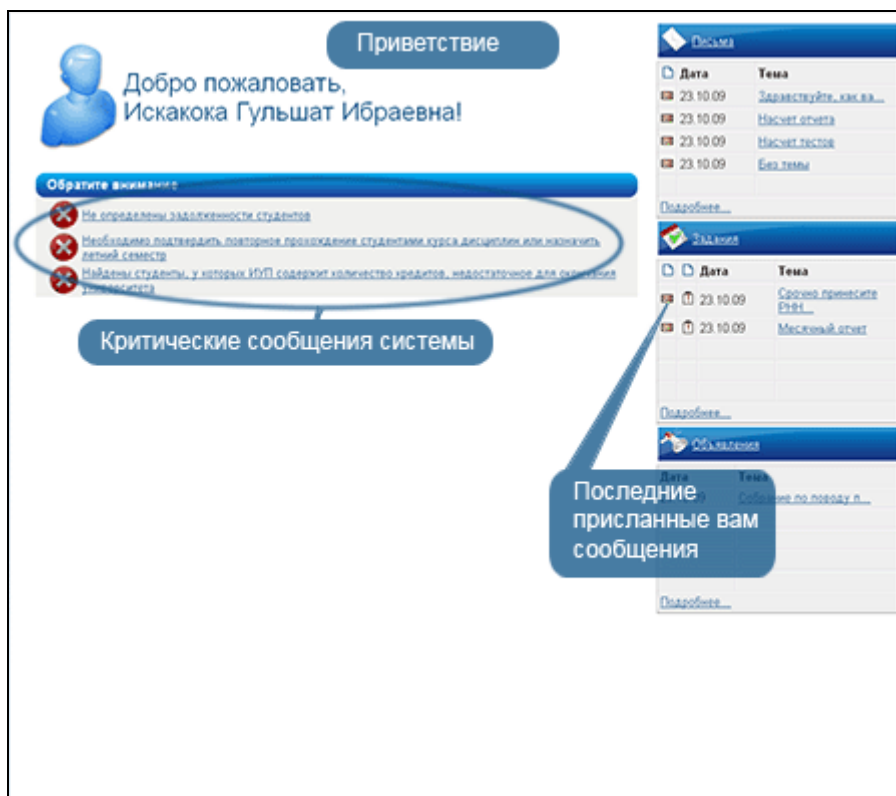 Приветствие
Добро пожаловать,
Искакока Гульшат Ибраевна!
Обратите внимание
Не определены задолженности студентов
Необходимо подтвердить повторное прохождение студентами курса дисциплин или назначить
летний семестр
Найдены студенты, у которых ИУП содержит количество кредитов, недостаточное для окончания
университета
Критические сообщения системы
Письма
Дата Тема
23.10.09 Здравствуйте, как ва...
23.10.09 Насчет отчета
23.10.09 Насчет тестов
23.10.09 Без темы
Подробнее...
Задания
Дата Тема
23.10.09 Срочно принесите
РНН...
23.10.09 Месячный отчет
Подробнее...
Объявления
Дата Тема
09 Собрание по поводу п...
Последние
присланные вам
сообщения
Подробнее...